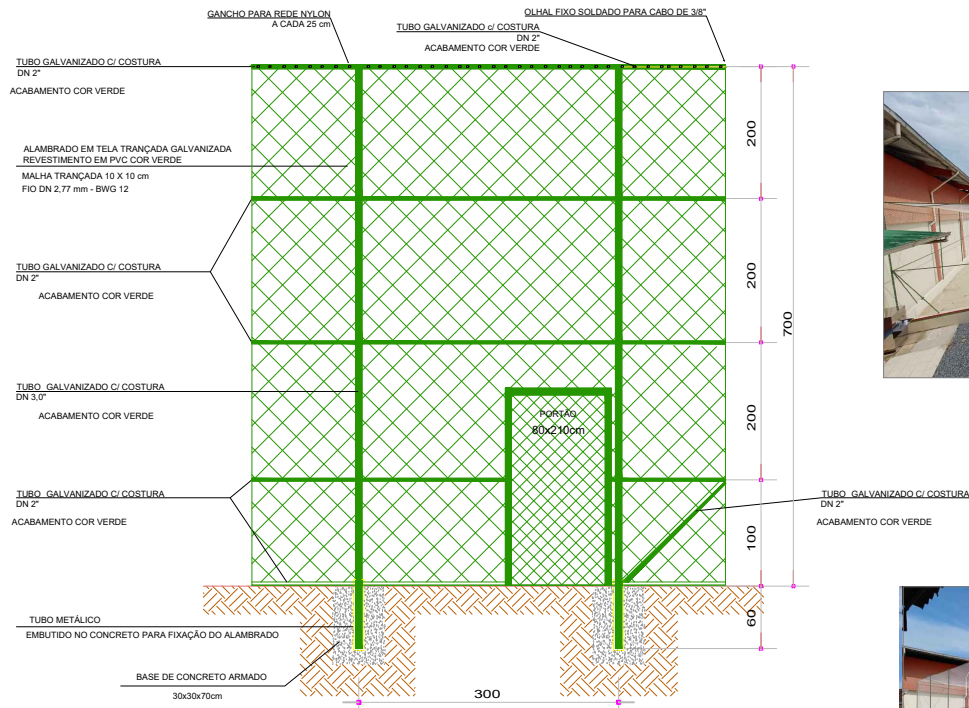 GANCHO PARA REDE NYLON
A CADA 25 cm
OLHAL FIXO SOLDADO PARA CABO DE 3/8"
TUBO GALVANIZADO c/ COSTURA
DN 2"
ACABAMENTO COR VERDE
TUBO GALVANIZADO C/ COSTURA
DN 2"
ACABAMENTO COR VERDE
ALAMBRADO EM TELA TRANÇADA GALVANIZADA
REVESTIMENTO EM PVC COR VERDE
MALHA TRANÇADA 10 X 10 cm
FIO DN 2,77 mm - BWG 12
TUBO GALVANIZADO C/ COSTURA
DN 2"
ACABAMENTO COR VERDE
TUBO GALVANIZADO C/ COSTURA
DN 3,0"
ACABAMENTO COR VERDE
PORTÃO
80x210cm
TUBO GALVANIZADO C/ COSTURA
DN 2"
ACABAMENTO COR VERDE
TUBO GALVANIZADO C/ COSTURA
DN 2"
ACABAMENTO COR VERDE
200
200
200
100
60
700
TUBO METÁLICO
EMBUTIDO NO CONCRETO PARA FIXAÇÃO DO ALAMBRADO
BASE DE CONCRETO ARMADO
30x30x70cm
300